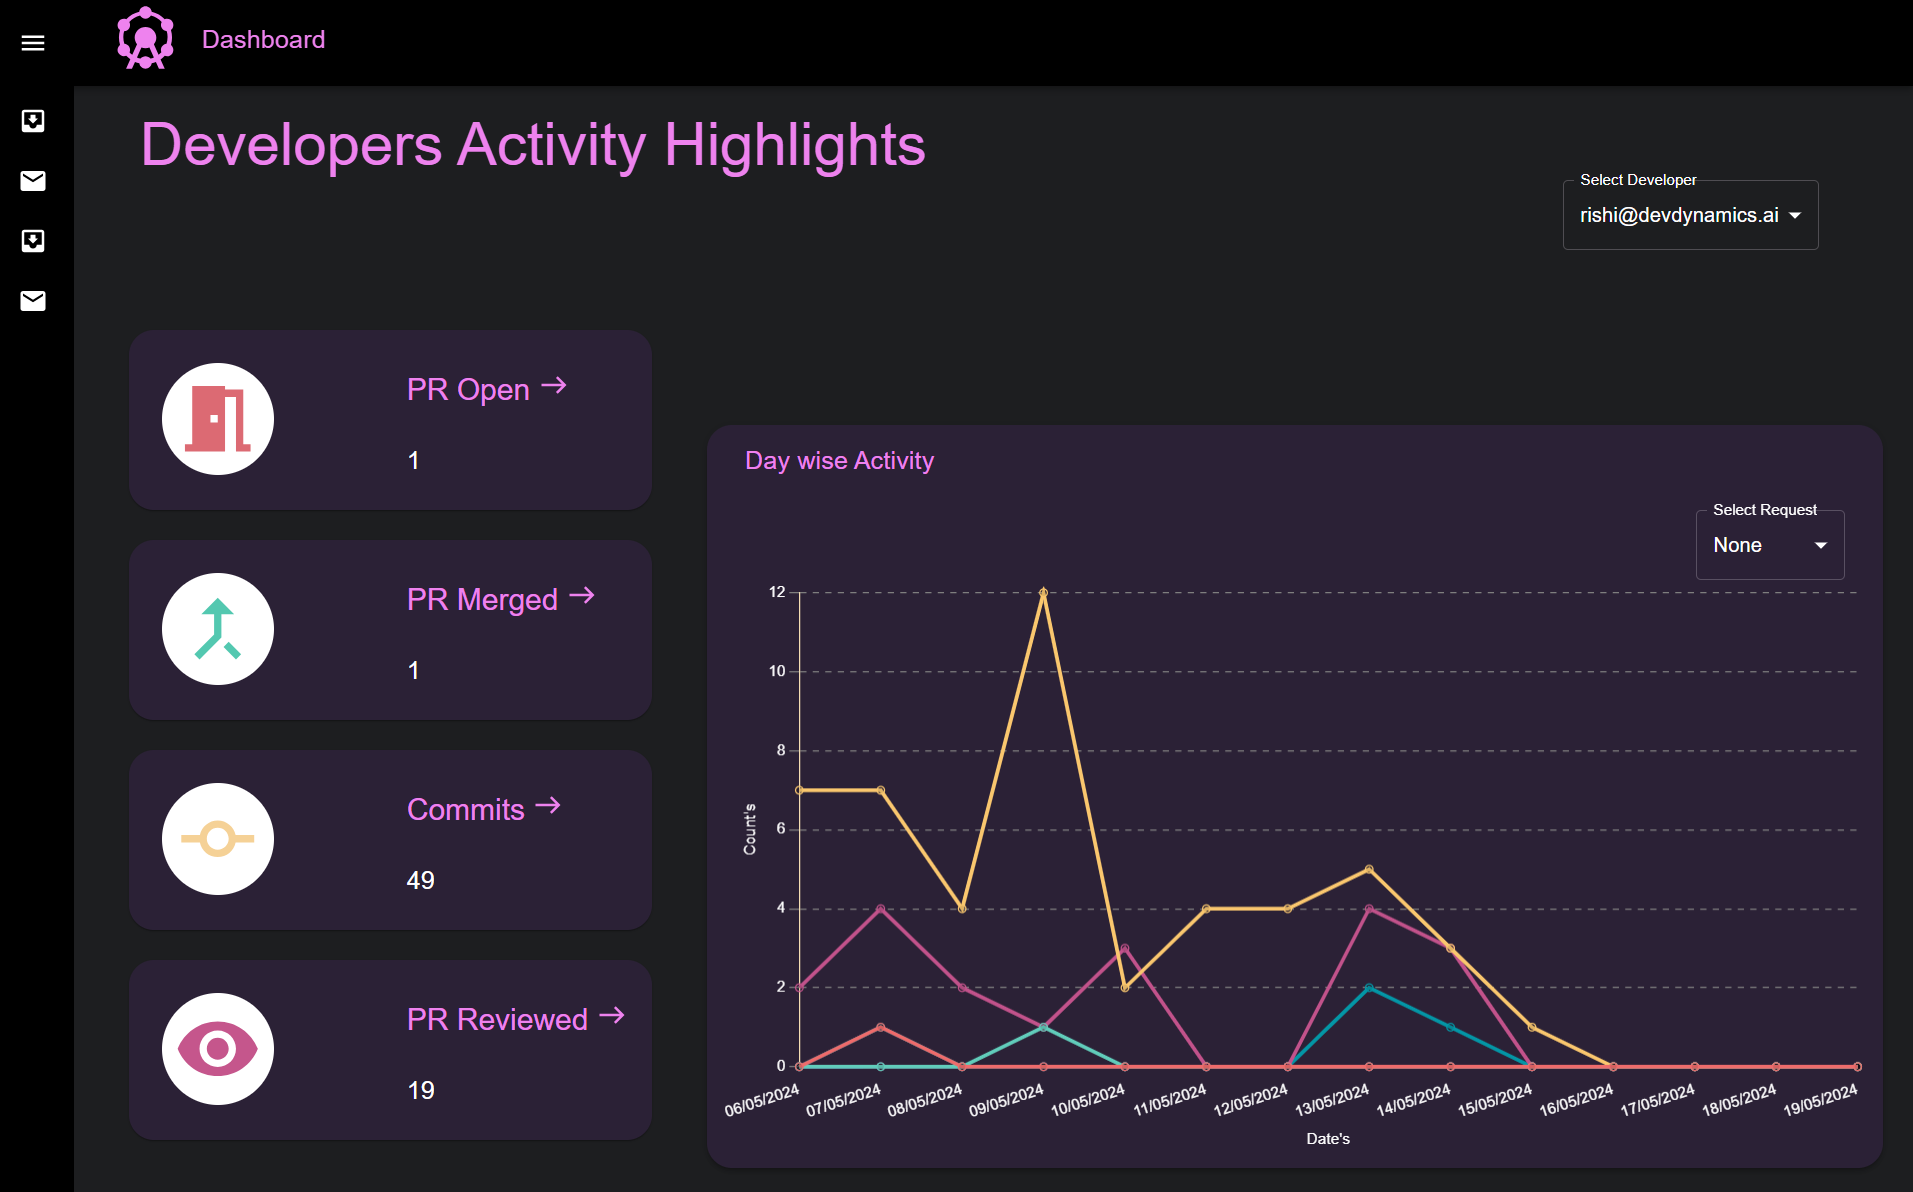 Dashboard
Developers Activity Highlights
Select Developer
rishi@devdynamics.ai
PR Open →
1
PR Merged →
1
Commits →
49
PR Reviewed →
19
Day wise Activity
Select Request
None
12
10
8
6
4
2
0
Count's
06/05/2024 07/05/2024 08/05/2024 09/05/2024 10/05/2024 11/05/2024 12/05/2024 13/05/2024 14/05/2024 15/05/2024 16/05/2024 17/05/2024 18/05/2024 19/05/2024
Date's